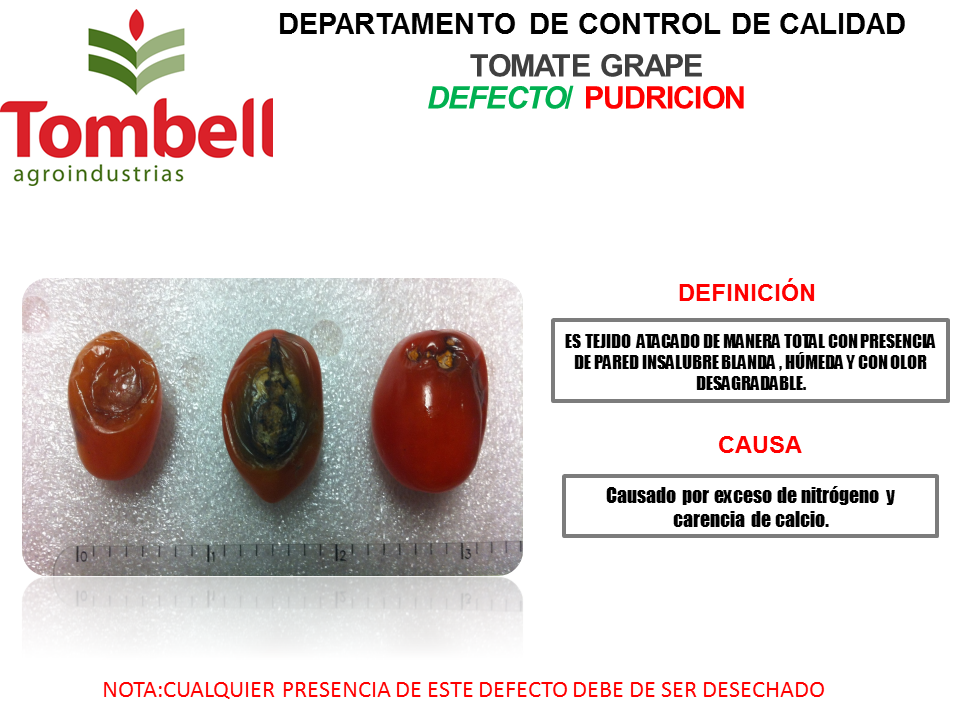 DEPARTAMENTO DE CONTROL DE CALIDAD
TOMATE GRAPE
DEFECTO/ PUDRICION
Tombell
agroindustrias
DEFINICIÓN
ES TEJIDO ATACADO DE MANERA TOTAL CON PRESENCIA
DE PARED INSALUBRE BLANDA , HÚMEDA Y CON OLOR
DESAGRADABLE.
CAUSA
Causado por exceso de nitrógeno y
carencia de calcio.
0 1 2 3
NOTA:CUALQUIER PRESENCIA DE ESTE DEFECTO DEBE DE SER DESECHADO